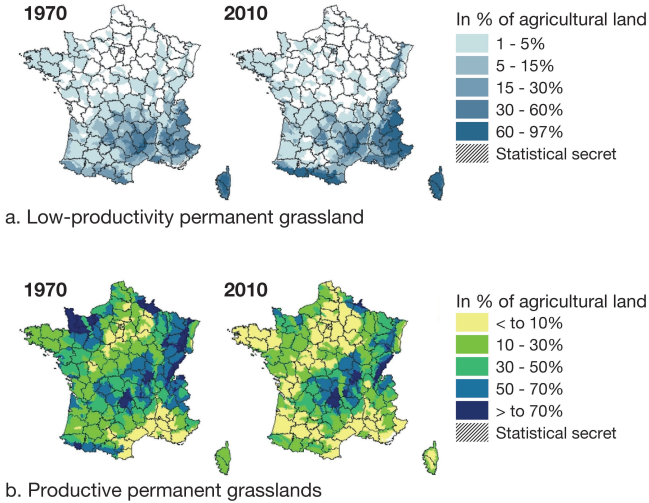 1970
2010
In % of agricultural land
1 - 5%
5 - 15%
15 - 30%
30 - 60%
60 - 97%
Statistical secret
a. Low-productivity permanent grassland
1970
2010
In % of agricultural land
< to 10%
10 - 30%
30 - 50%
50 - 70%
> to 70%
Statistical secret
b. Productive permanent grasslands